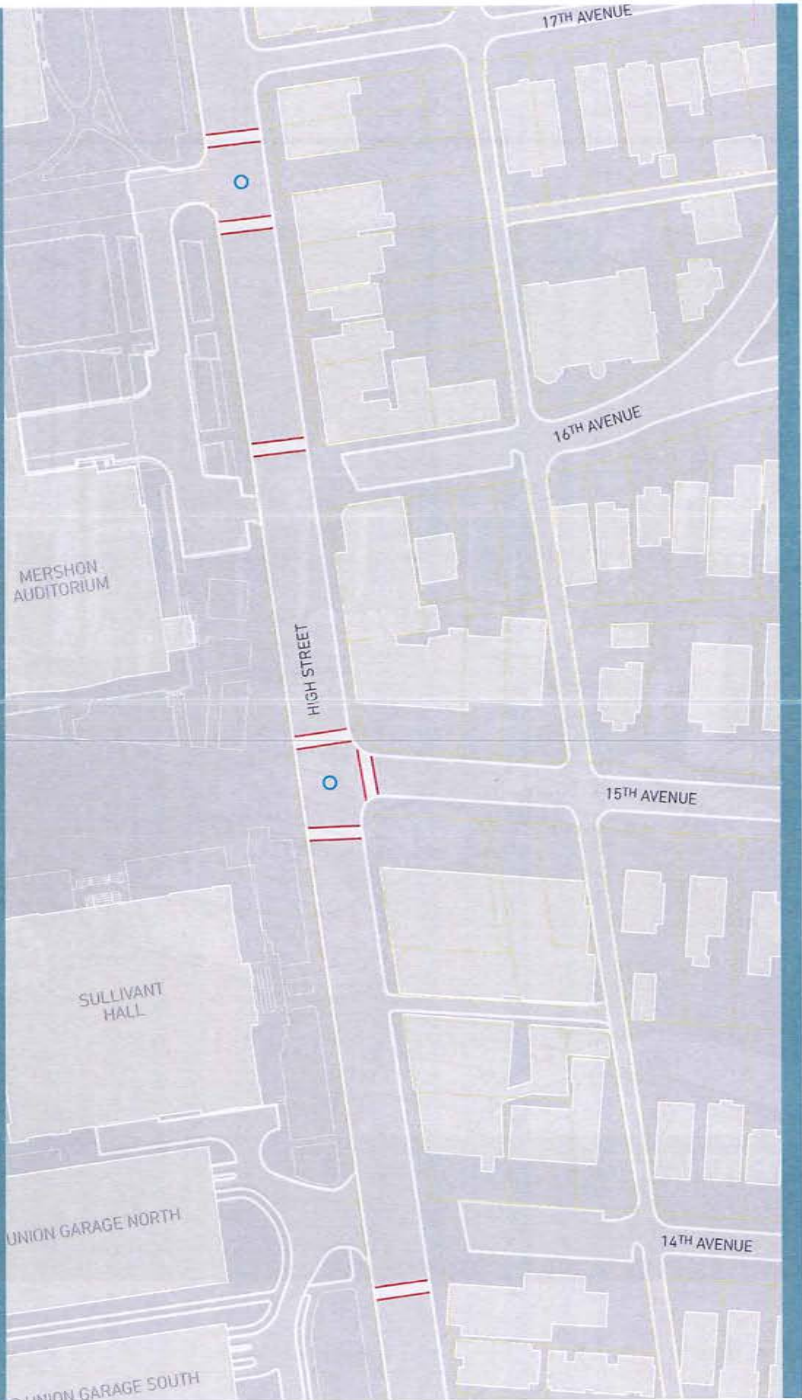 17TH AVENUE
16TH AVENUE
MERSHON
AUDITORIUM
HIGH STREET
15TH AVENUE
SULLIVANT
HALL
UNION GARAGE NORTH
14TH AVENUE
UNION GARAGE SOUTH